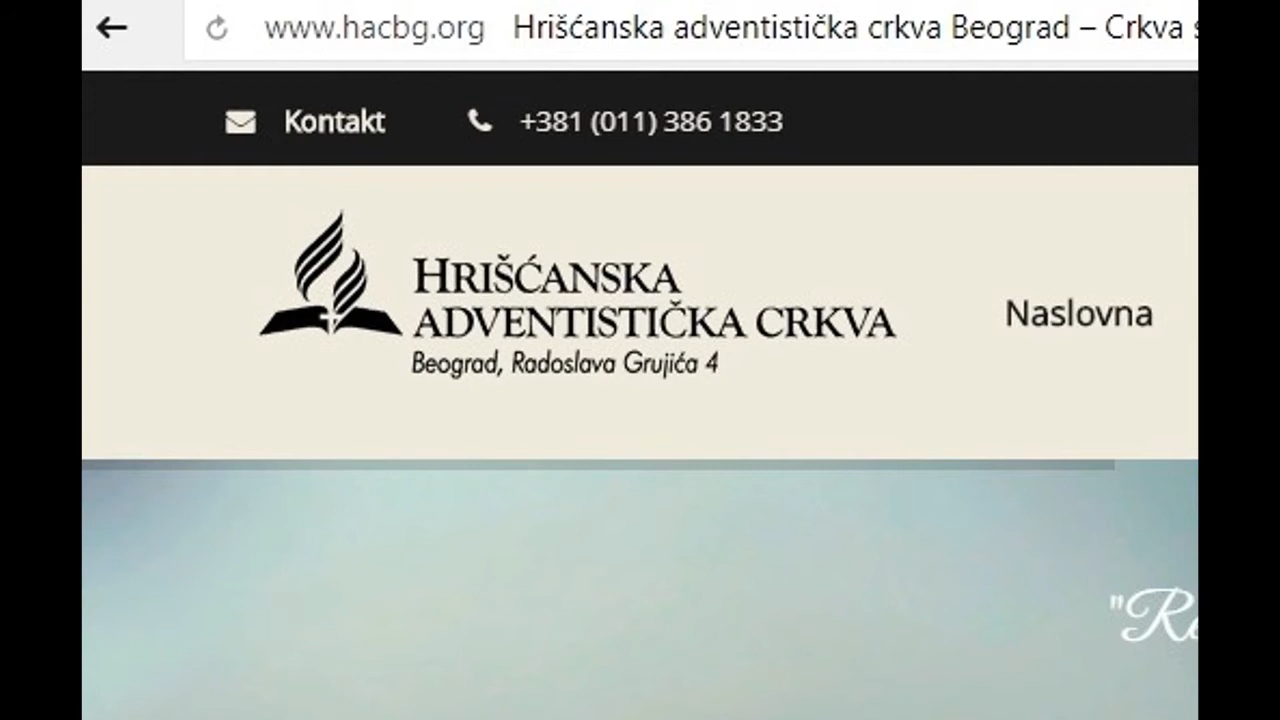 www.hacbg.org Hrišćanska adventistička crkva Beograd – Crkva
Kontakt +381 (011) 386 1833
HRIŠĆANSKA
ADVENTISTIČKA CRKVA
Beograd, Radoslava Grujića 4
Naslovna